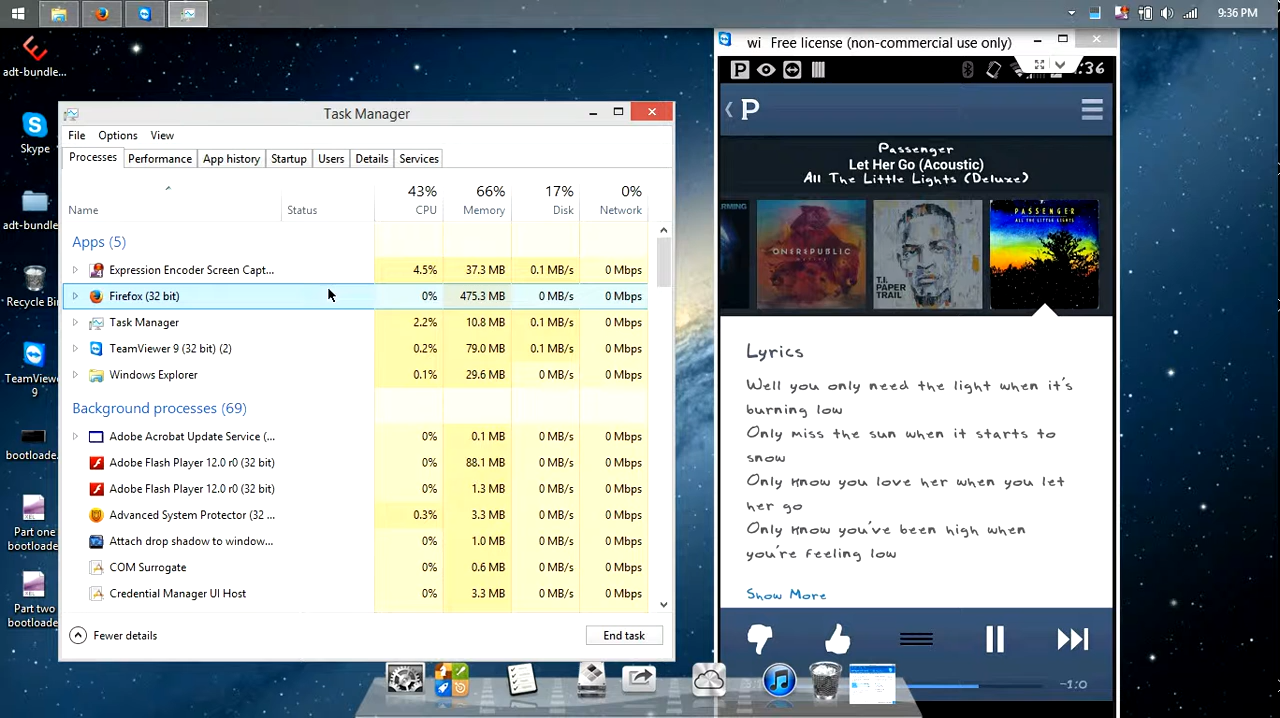 9:36 PM
adt-bundle...
Skype
adt-bundle
Recycle Bin
TeamViewer
9
bootloade
Part one
bootloade
Part two
bootloade
Task Manager
File Options View
Processes Performance App history Startup Users Details Services
43% 66% 17% 0%
Name Status CPU Memory Disk Network
Apps (5)
Expression Encoder Screen Capt... 4.5% 37.3 MB 0.1 MB/s 0 Mbps
Firefox (32 bit) 0% 475.3 MB 0 MB/s 0 Mbps
Task Manager 2.2% 10.8 MB 0.1 MB/s 0 Mbps
TeamViewer 9 (32 bit) (2) 0.2% 79.0 MB 0.1 MB/s 0 Mbps
Windows Explorer 0.1% 29.6 MB 0 MB/s 0 Mbps
Background processes (69)
Adobe Acrobat Update Service (... 0% 0.1 MB 0 MB/s 0 Mbps
Adobe Flash Player 12.0 r0 (32 bit) 0% 88.1 MB 0 MB/s 0 Mbps
Adobe Flash Player 12.0 r0 (32 bit) 0% 1.3 MB 0 MB/s 0 Mbps
Advanced System Protector (32 ... 0.3% 3.3 MB 0 MB/s 0 Mbps
Attach drop shadow to window... 0% 1.0 MB 0 MB/s 0 Mbps
COM Surrogate 0% 0.6 MB 0 MB/s 0 Mbps
Credential Manager UI Host 0% 3.3 MB 0 MB/s 0 Mbps
Fewer details End task
wi Free license (non-commercial use only)
P :36
P
Passenger
Let Her Go (Acoustic)
All The Little Lights (Deluxe)
ONEREPUBLIC
T.I.
PAPER
TRAIL
PASSENGER
ALL THE LITTLE LIGHTS
Lyrics
Well you only need the light when it's
burning low
Only miss the sun when it starts to
snow
Only know you love her when you let
her go
Only know you've been high when
you're feeling low
Show More
-1:0